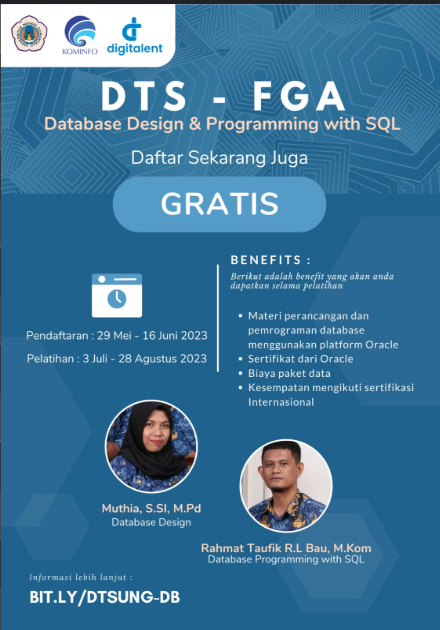 KOMINFO
digitalent
DTS - FGA
Database Design & Programming with SQL
Daftar Sekarang Juga
GRATIS
BENEFITS :
Berikut adalah benefit yang akan anda
dapatkan selama pelatihan
Materi perancangan dan
pemrograman database
menggunakan platform Oracle
Sertifikat dari Oracle
Biaya paket data
Kesempatan mengikuti sertifikasi
Internasional
Pendaftaran : 29 Mei - 16 Juni 2023
Pelatihan : 3 Juli - 28 Agustus 2023
Muthia, S.SI, M.Pd
Database Design
Rahmat Taufik R.L Bau, M.Kom
Database Programming with SQL
Informasi lebih lanjut :
BIT.LY/DTSUNG-DB